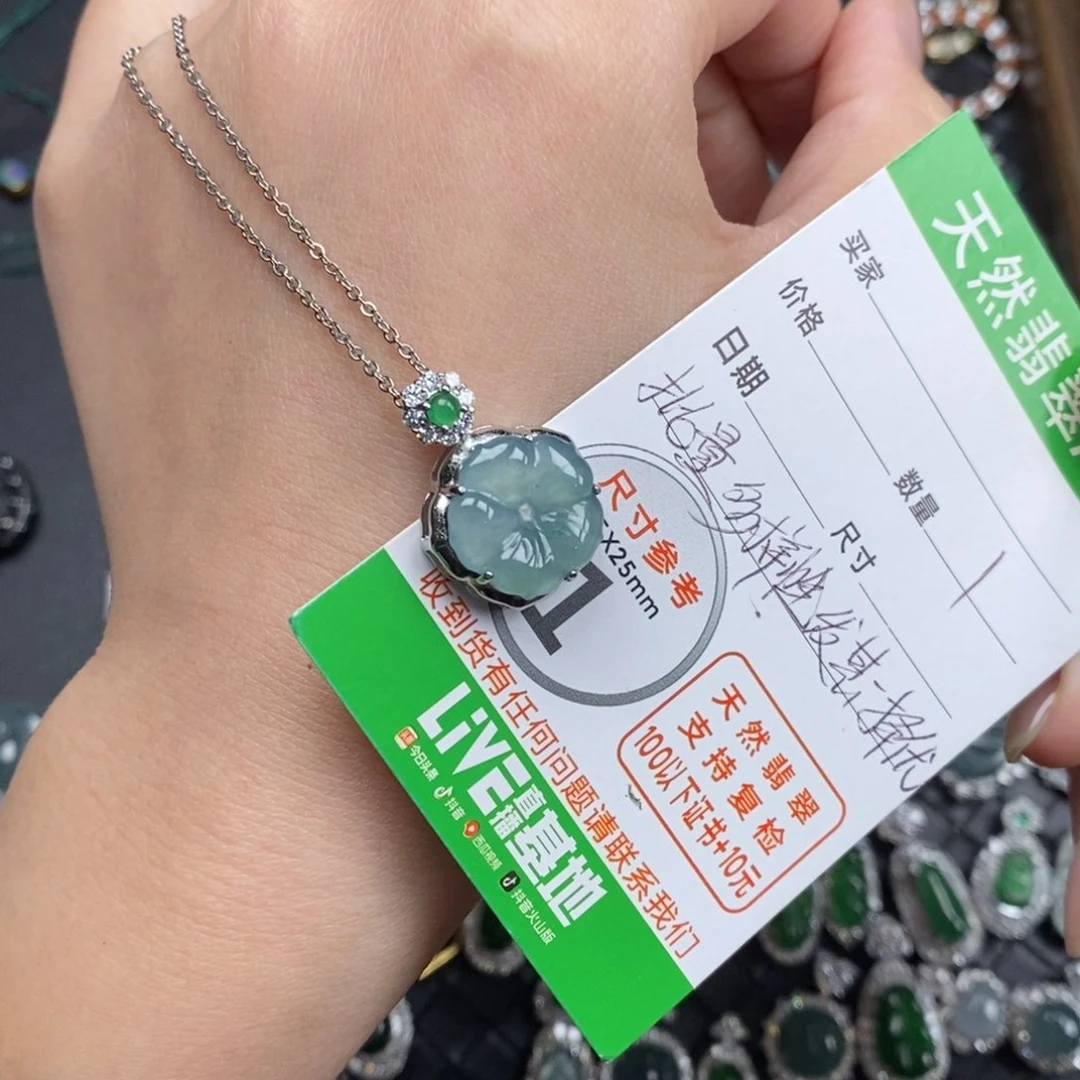 天然翡翠
买家
数量
1
价格
尺寸
日期
批量
尺寸参考
X25mm
1
天然翡翠
支持复检
100以下证书+10元
收到货有任何问题请联系我们
LIVE直播基地
今日头条
抖音
西瓜视频
抖音火山版